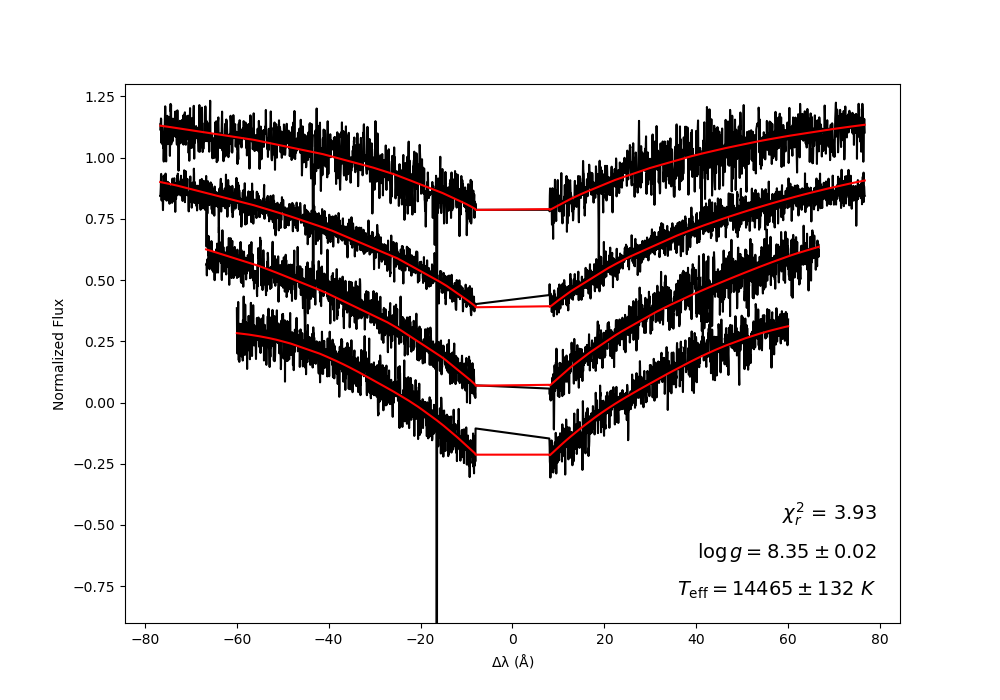 1.25
1.00
0.75
0.50
0.25
0.00
−0.25
−0.50
−0.75
Normalized Flux
χ²ᵣ = 3.93
log g = 8.35 ± 0.02
T_eff = 14465 ± 132 K
−80 −60 −40 −20 0 20 40 60 80
Δλ (Å)